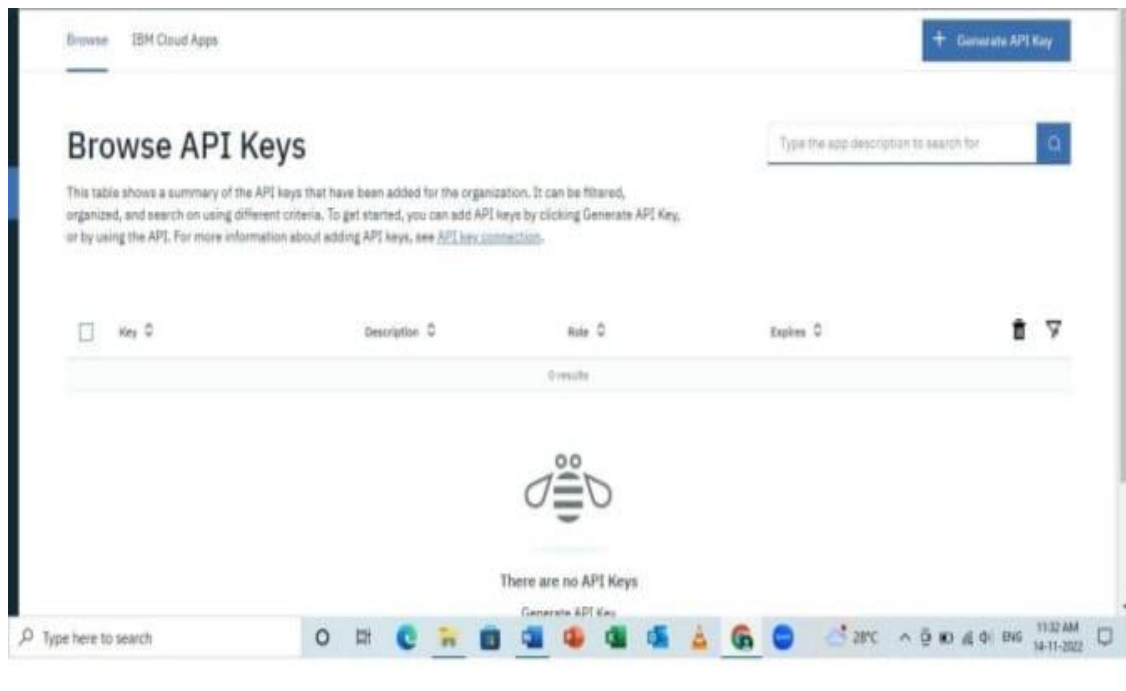 Browse IBM Cloud Apps
+ Generate API Key
Browse API Keys
Type the app description to search for
This table shows a summary of the API keys that have been added for the organization. It can be filtered,
organized, and search on using different criteria. To get started, you can add API keys by clicking Generate API Key,
or by using the API. For more information about adding API keys, see API key connection.
Key Description Role Expires
0 results
There are no API Keys
Generate API Key
Type here to search
28°C ENG 11:32 AM
14-11-2022